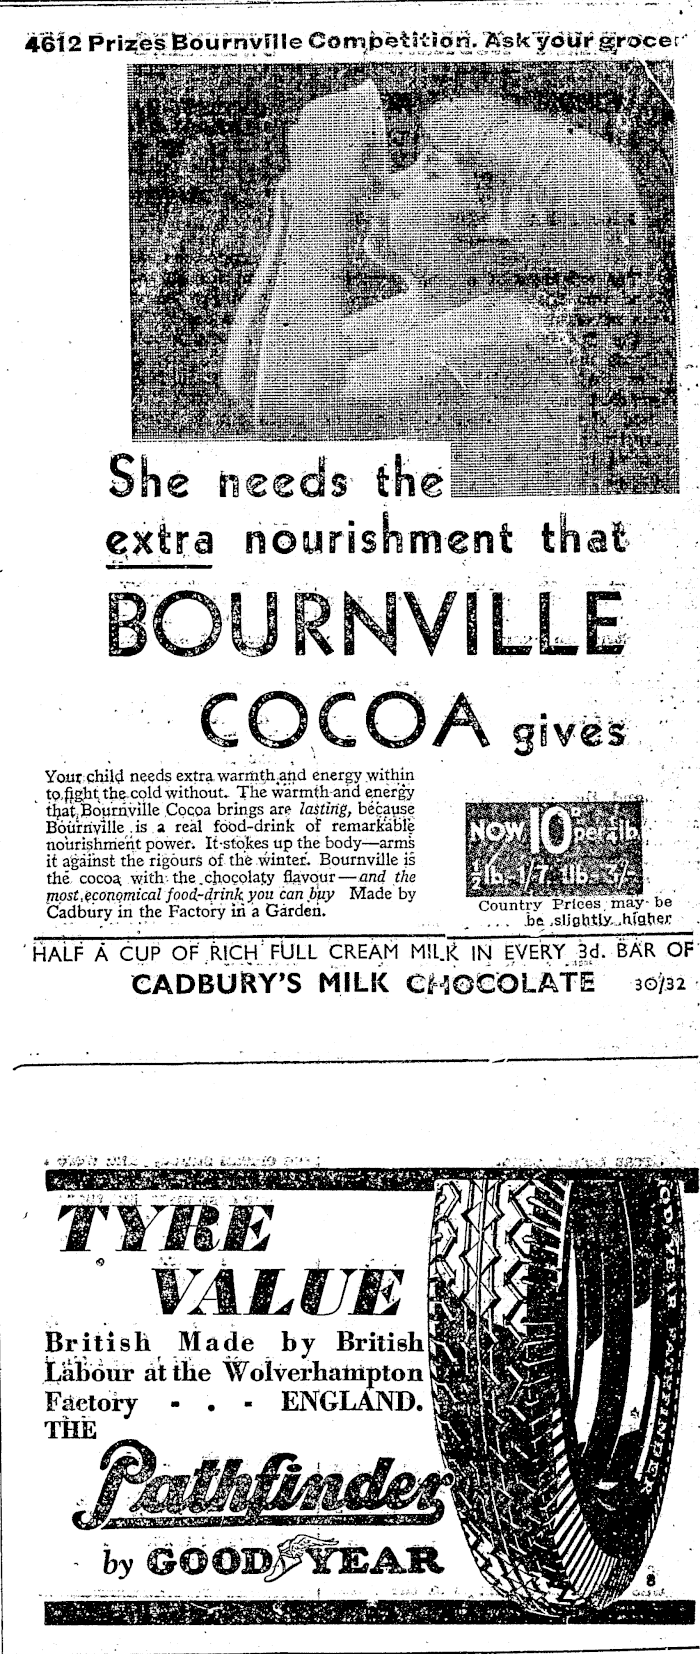 4612 Prizes Bournville Competition. Ask your grocer
She needs the
extra nourishment that
BOURNVILLE
COCOA gives
Your child needs extra warmth and energy within
to fight the cold without. The warmth and energy
that Bournville Cocoa brings are lasting, because
Bournville is a real food-drink of remarkable
nourishment power. It stokes up the body—arms
it against the rigours of the winter. Bournville is
the cocoa with the chocolaty flavour—and the
most economical food-drink you can buy Made by
Cadbury in the Factory in a Garden.
NOW 10D per ¼lb
½lb-1/7 1lb-3/-
Country Prices may be
be slightly higher
HALF A CUP OF RICH FULL CREAM MILK IN EVERY 3d. BAR OF
CADBURY'S MILK CHOCOLATE 30/32
TYRE
VALUE
British Made by British
Labour at the Wolverhampton
Factory - . - ENGLAND.
THE
Pathfinder
by GOODYEAR